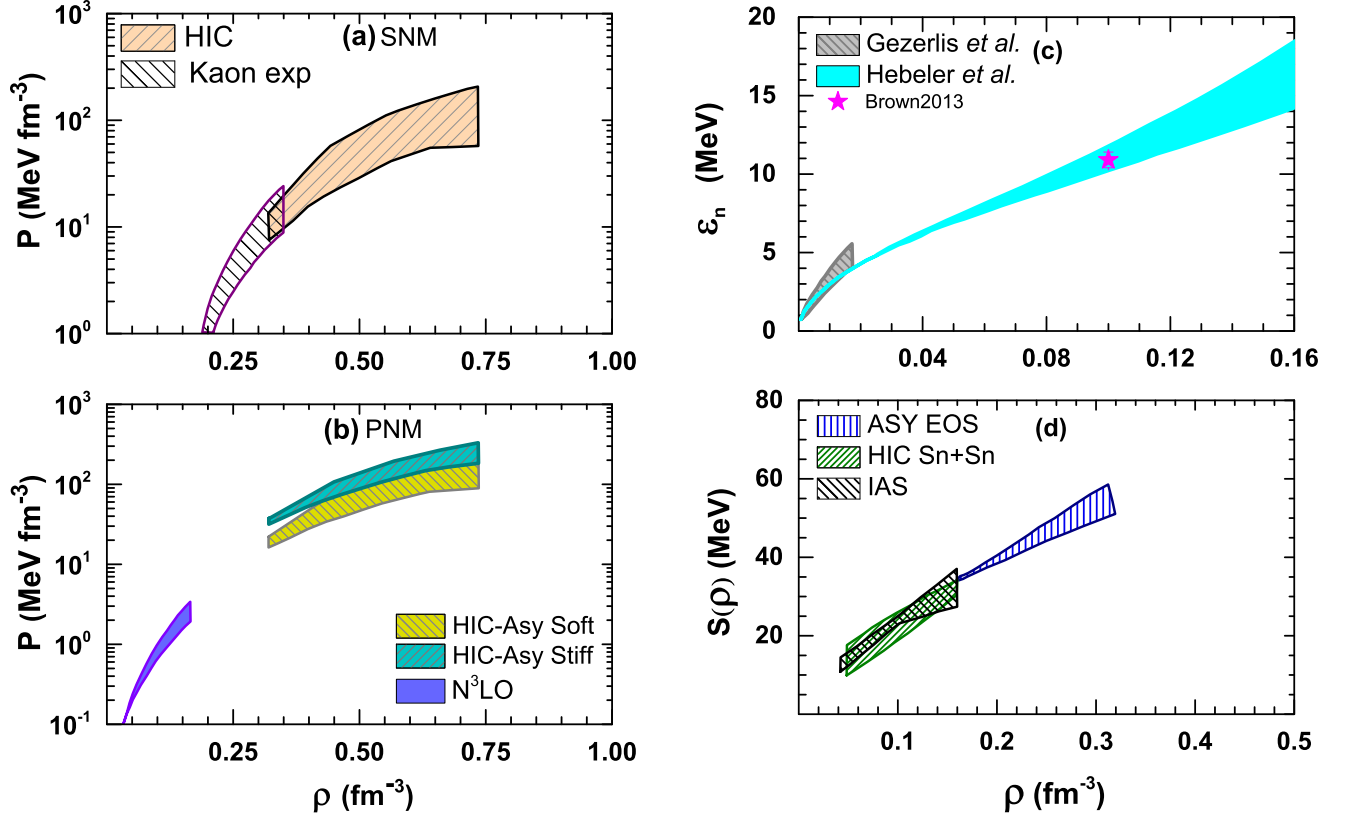 (a) SNM
HIC
Kaon exp
P (MeV fm⁻³)
10³
10²
10¹
10⁰
0.25 0.50 0.75 1.00
(b) PNM
P (MeV fm⁻³)
10³
10²
10¹
10⁰
10⁻¹
HIC-Asy Soft
HIC-Asy Stiff
N³LO
0.25 0.50 0.75 1.00
ρ (fm⁻³)
(c)
Gezerlis et al.
Hebeler et al.
Brown2013
εₙ (MeV)
20
15
10
5
0
0.04 0.08 0.12 0.16
(d)
ASY EOS
HIC Sn+Sn
IAS
S(ρ) (MeV)
80
60
40
20
0.1 0.2 0.3 0.4 0.5
ρ (fm⁻³)